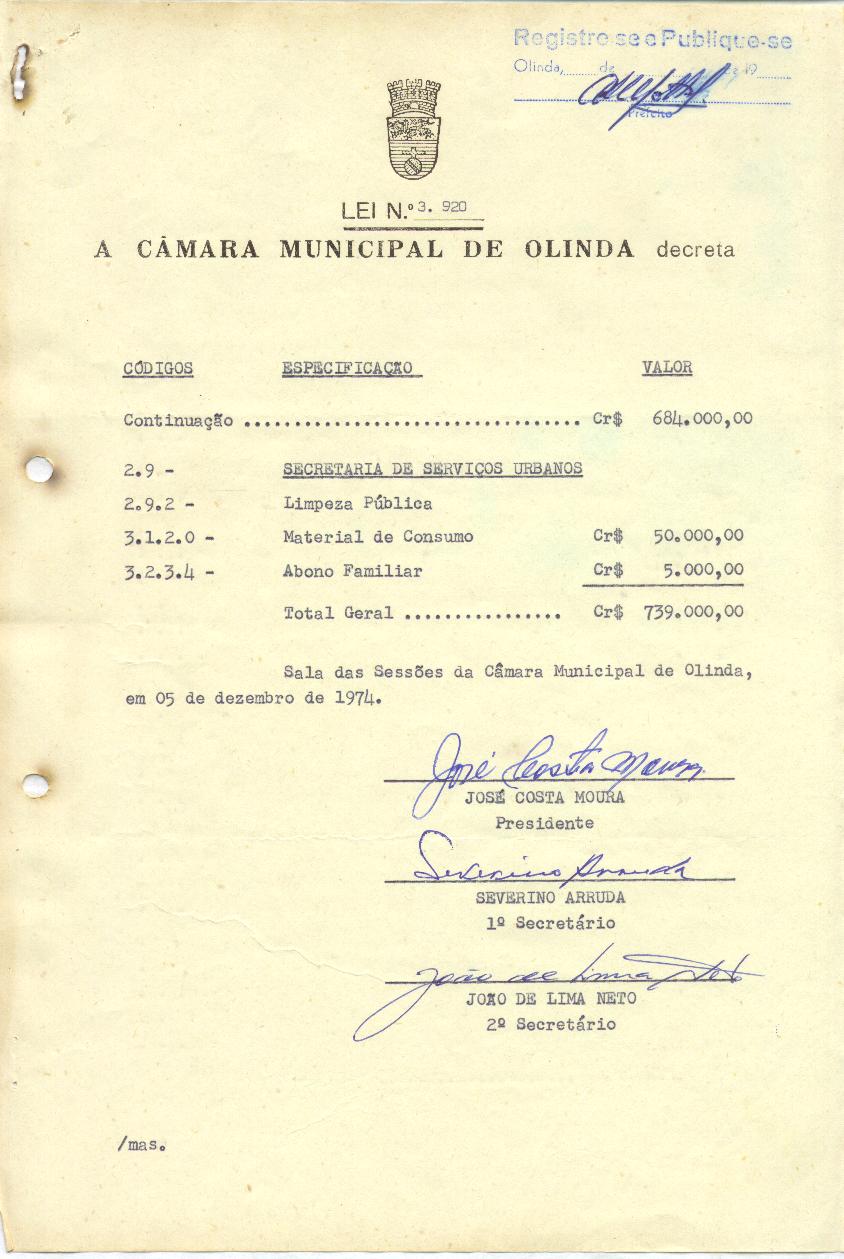 Registre-se e Publique-se
Olinda, de de 19
Prefeito
LEI N.º 3. 920
A CÂMARA MUNICIPAL DE OLINDA decreta
CÓDIGOS ESPECIFICAÇÃO VALOR
Continuação ................................. Cr$ 684.000,00
2.9 - SECRETARIA DE SERVIÇOS URBANOS
2.9.2 - Limpeza Pública
3.1.2.0 - Material de Consumo Cr$ 50.000,00
3.2.3.4 - Abono Familiar Cr$ 5.000,00
Total Geral ................ Cr$ 739.000,00
Sala das Sessões da Câmara Municipal de Olinda,
em 05 de dezembro de 1974.
José Costa Moura
JOSÉ COSTA MOURA
Presidente
Severino Arruda
SEVERINO ARRUDA
1º Secretário
João de Lima Neto
JOÃO DE LIMA NETO
2º Secretário
/mas.